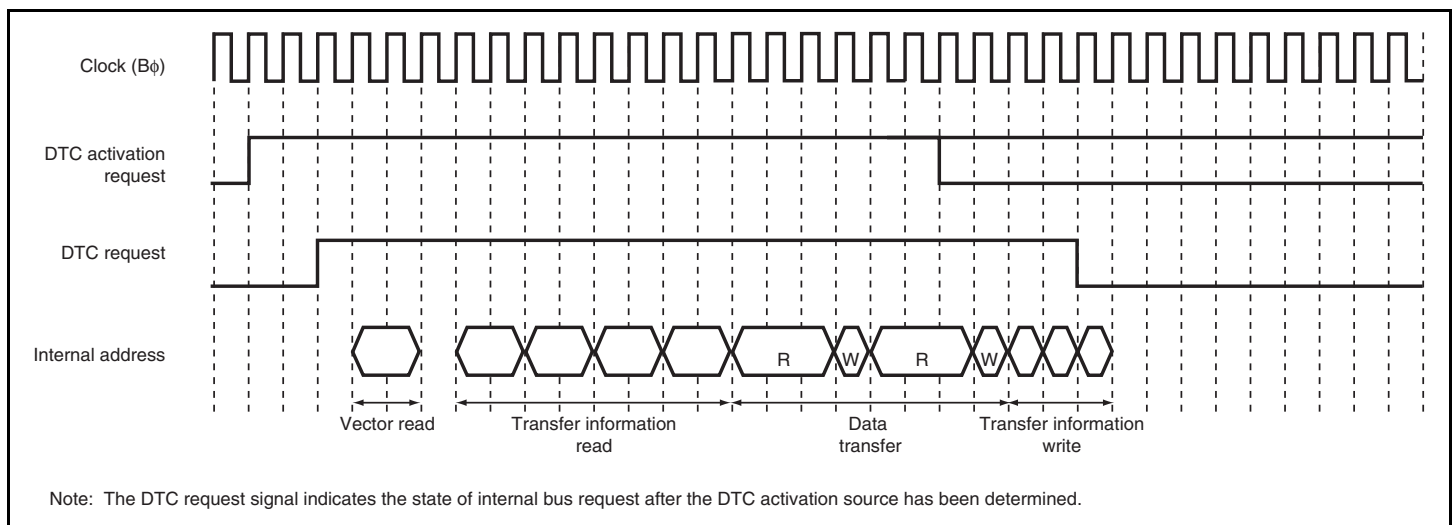 Clock (Bϕ)
DTC activation
request
DTC request
Internal address
R
W
R
W
Vector read
Transfer information
read
Data
transfer
Transfer information
write
Note: The DTC request signal indicates the state of internal bus request after the DTC activation source has been determined.